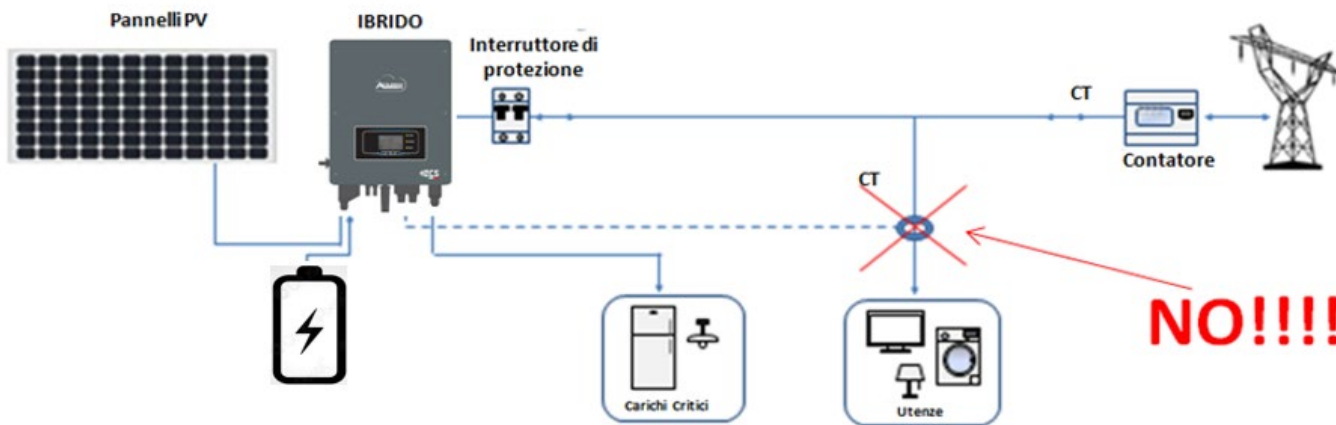 Pannelli PV
IBRIDO
Interruttore di
protezione
CT
Contatore
CT
NO!!!!
Carichi Critici
Utenze